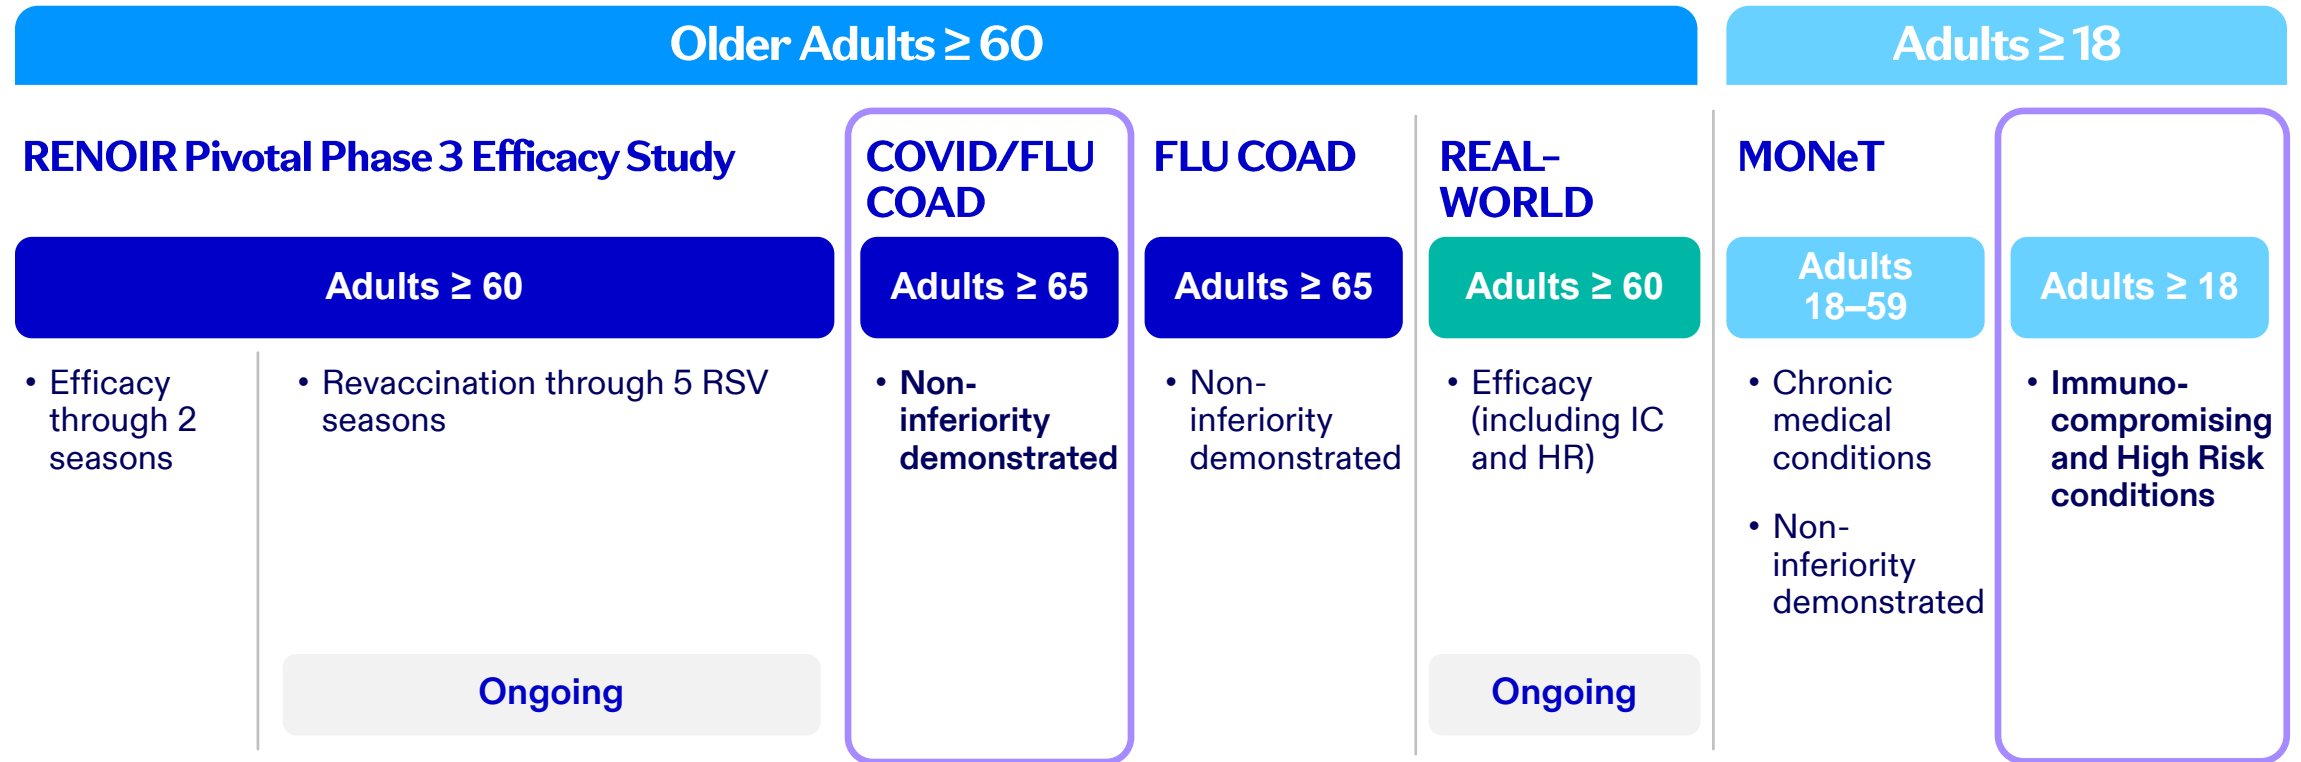 Older Adults ≥ 60
Adults ≥ 18
RENOIR Pivotal Phase 3 Efficacy Study
COVID/FLU
COAD
FLU COAD
REAL-
WORLD
MONeT
Adults ≥ 60
Adults ≥ 65
Adults ≥ 65
Adults ≥ 60
Adults
18–59
Adults ≥ 18
• Efficacy
through 2
seasons
• Revaccination through 5 RSV
seasons
• Non-
inferiority
demonstrated
• Non-
inferiority
demonstrated
• Efficacy
(including IC
and HR)
• Chronic
medical
conditions
• Non-
inferiority
demonstrated
• Immuno-
compromising
and High Risk
conditions
Ongoing
Ongoing